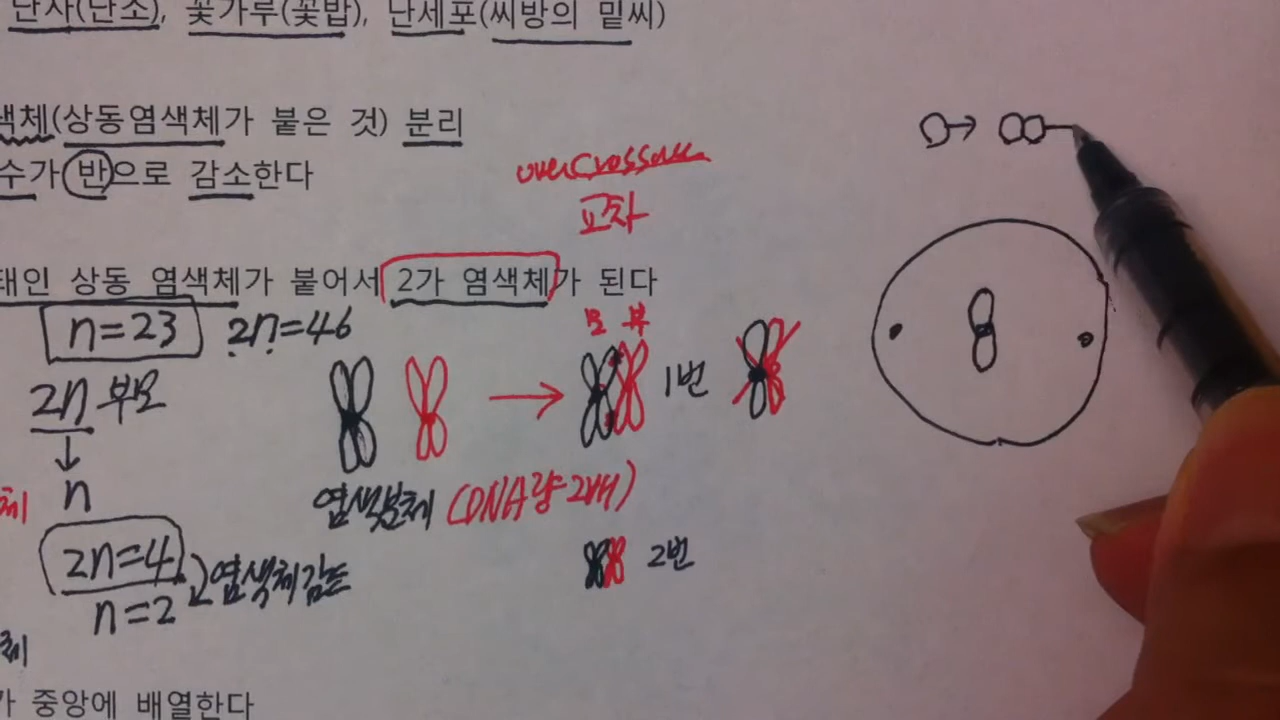 난자(난소), 꽃가루(꽃밥), 난세포(씨방의 밑씨)
색체(상동염색체가 붙은 것) 분리
수가 반으로 감소한다
overcrossover
교차
태인 상동 염색체가 붙어서 2가 염색체가 된다
n=23 2n=46
모 부
2n 부모
1번
n
염색분체 (DNA량 2배)
체
2n=4
염색체감소
n=2
2번
체
가 중앙에 배열한다